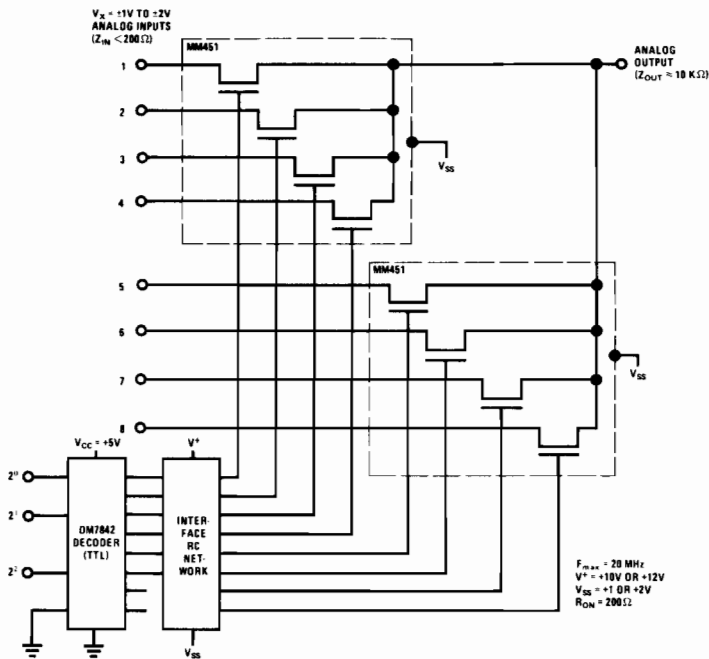 VX = ±1V TO ±2V
ANALOG INPUTS
(ZIN < 200Ω)
MM451
ANALOG
OUTPUT
(ZOUT ≈ 10 KΩ)
1
2
3
4
VSS
MM451
5
6
7
8
VSS
VCC = +5V
V+
2⁰
2¹
2²
DM7842
DECODER
(TTL)
INTER-
FACE
RC
NET-
WORK
VSS
Fmax = 20 MHz
V+ = +10V OR +12V
VSS = +1 OR +2V
RON = 200Ω